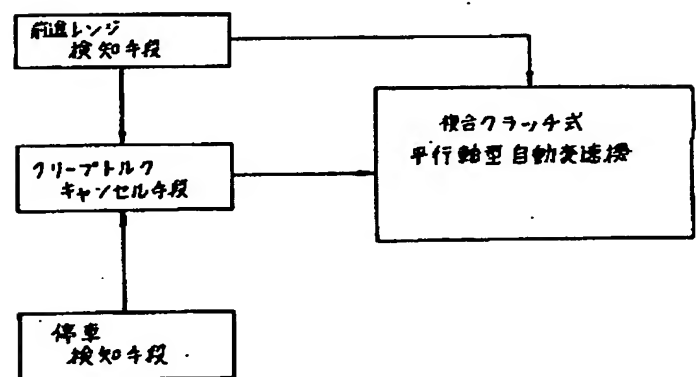 前進レンジ
検知手段
クリープトルク
キャンセル手段
停車
検知手段
複合クラッチ式
平行軸型自動変速機